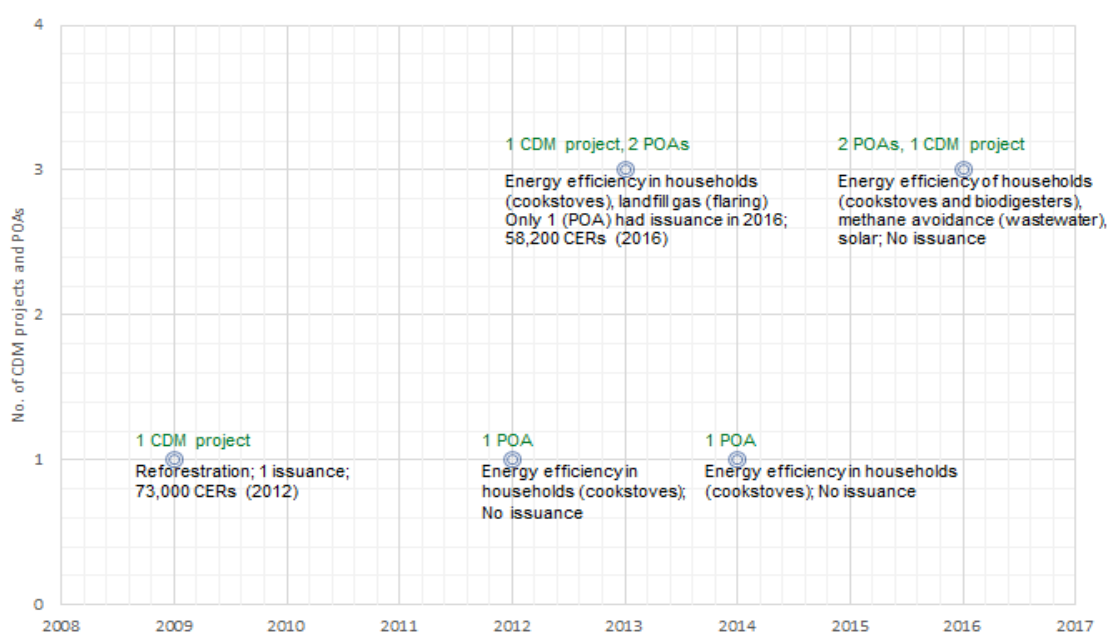 4
1 CDM project, 2 POAs
2 POAs, 1 CDM project
3
Energy efficiency in households
(cookstoves), landfill gas (flaring)
Only 1 (POA) had issuance in 2016;
58,200 CERs (2016)
Energy efficiency of households
(cookstoves and biodigesters),
methane avoidance (wastewater),
solar; No issuance
No. of CDM projects and POAs
2
1 CDM project
1 POA
1 POA
1
Reforestration; 1 issuance;
73,000 CERs (2012)
Energy efficiency in
households (cookstoves);
No issuance
Energy efficiency in households
(cookstoves); No issuance
0
2008 2009 2010 2011 2012 2013 2014 2015 2016 2017